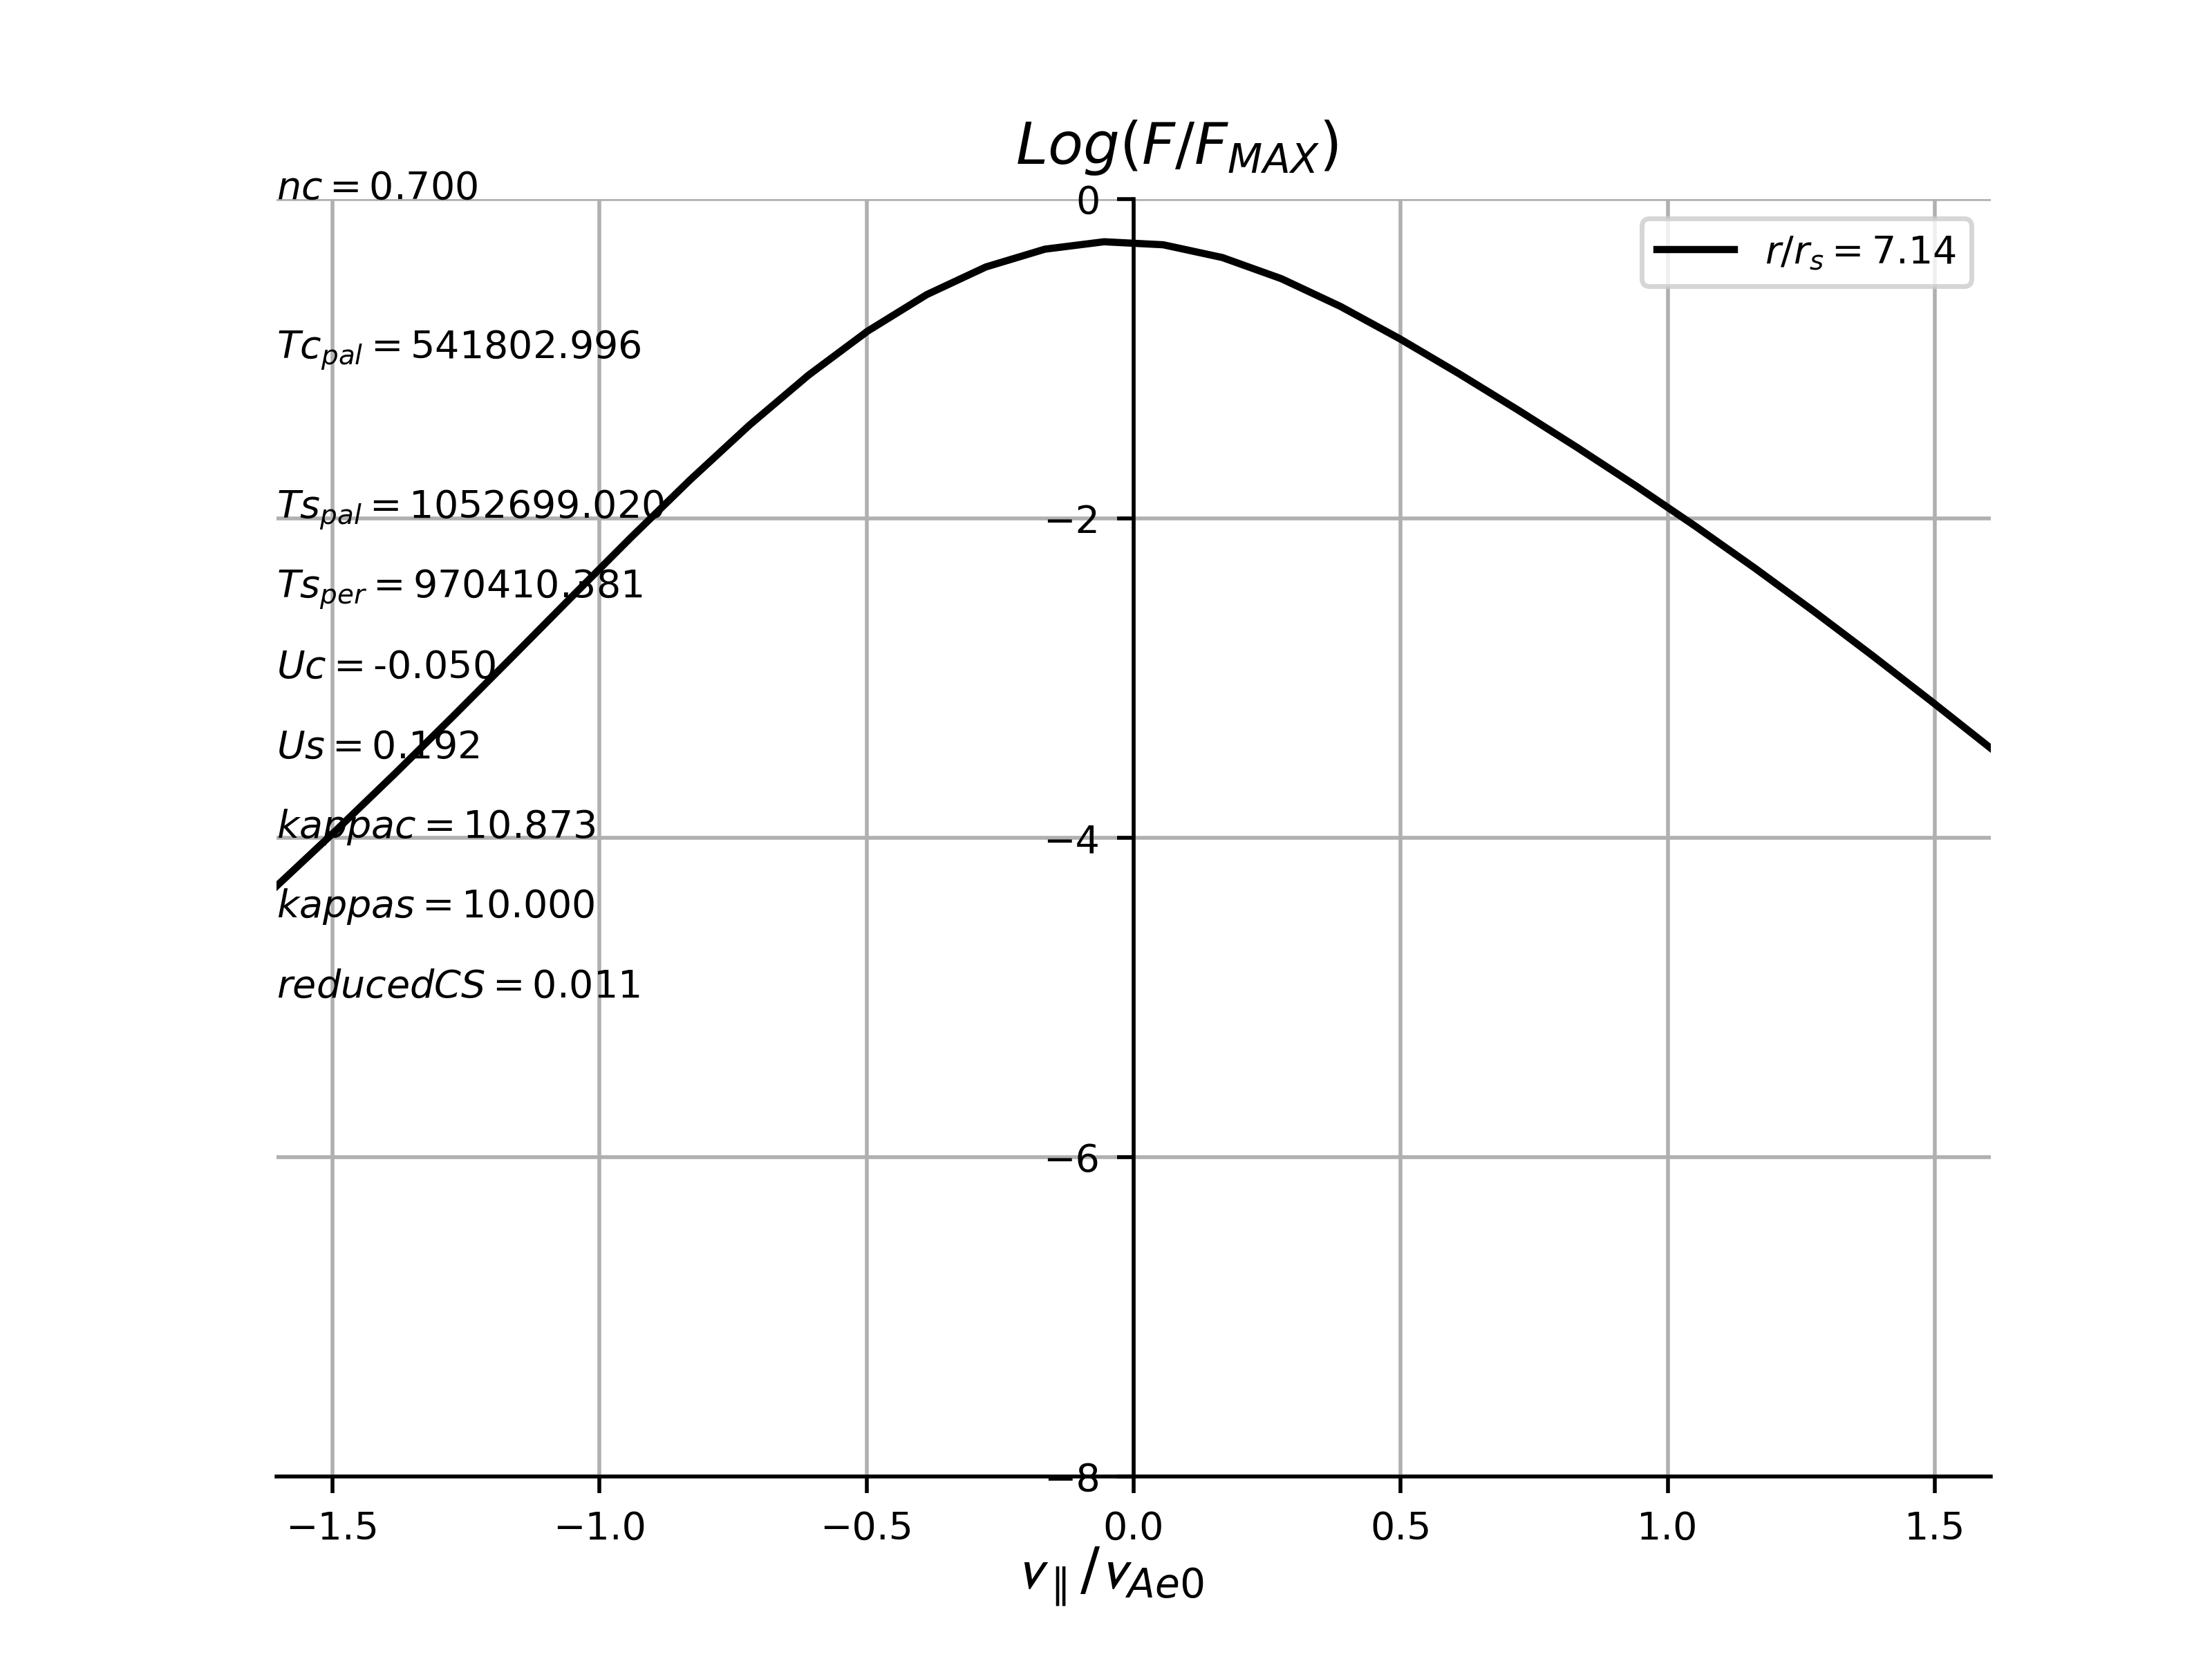 Log(F/F_MAX)
nc = 0.700
0
r/r_s = 7.14
Tc_pal = 541802.996
Ts_pal = 1052699.020
−2
Ts_per = 970410.381
Uc = -0.050
Us = 0.192
kappac = 10.873
−4
kappas = 10.000
reducedCS = 0.011
−6
−8
−1.5 −1.0 −0.5 0.0 0.5 1.0 1.5
v_∥/v_Ae0